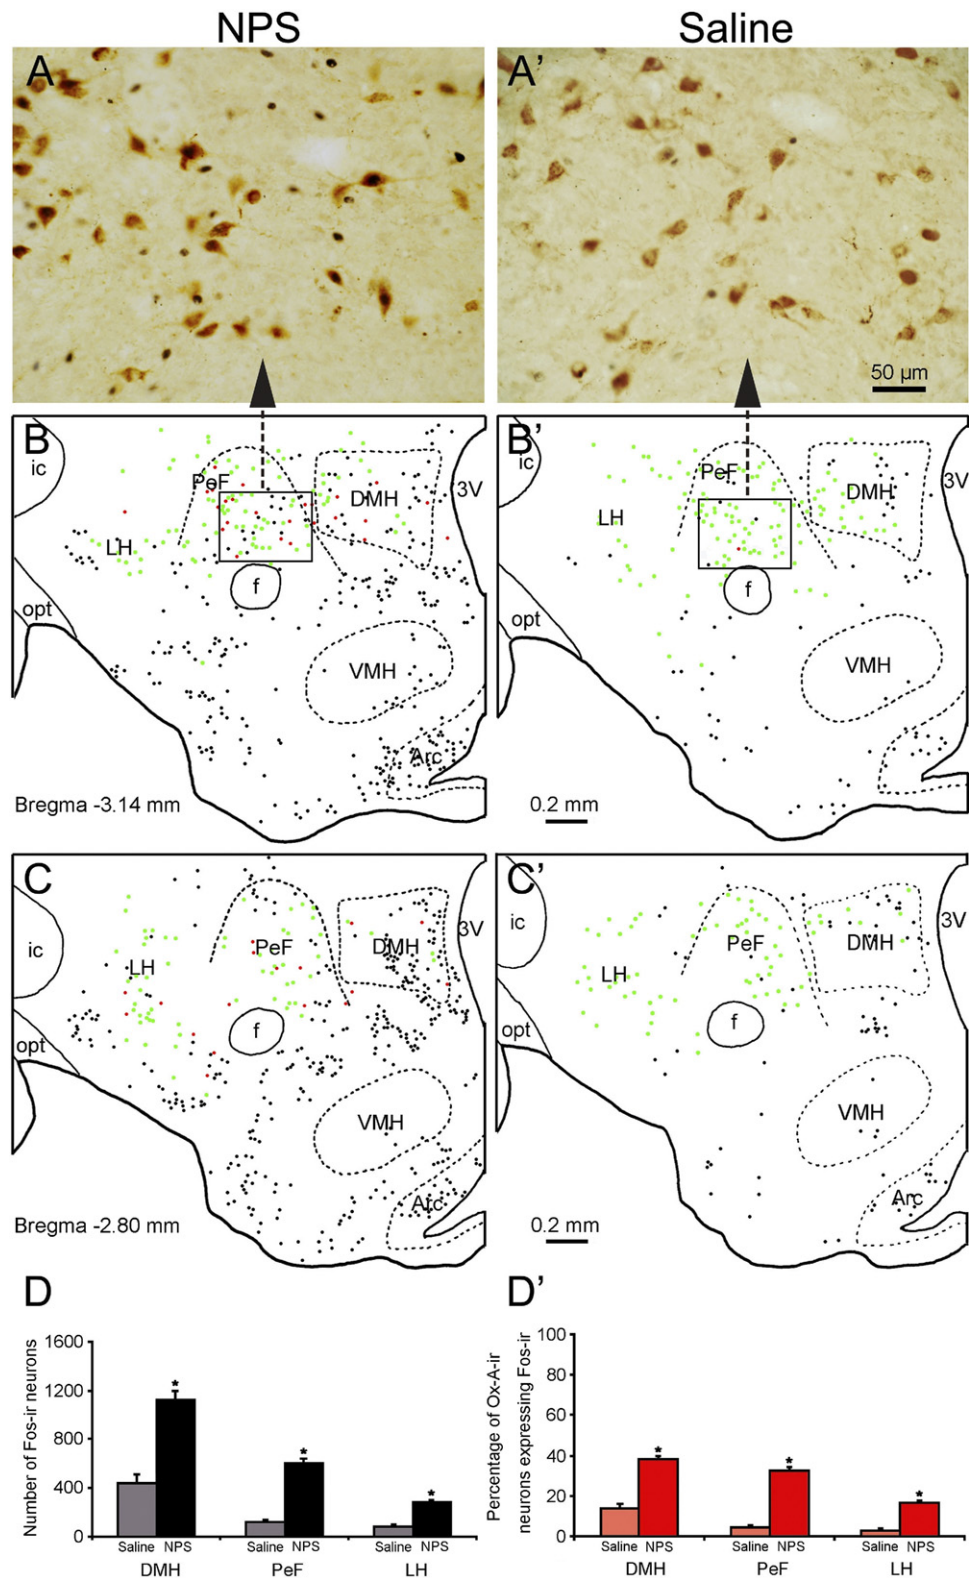 NPS Saline
A A'
50 µm
B B'
ic ic
PeF PeF
DMH DMH
3V 3V
LH LH
f f
opt opt
VMH VMH
Arc
Bregma -3.14 mm 0.2 mm
C C'
ic ic
3V 3V
PeF DMH PeF DMH
LH LH
f f
opt opt
VMH VMH
Arc Arc
Bregma -2.80 mm 0.2 mm
D D'
Number of Fos-ir neurons
1600
1200
800
400
0
* * *
Saline NPS Saline NPS Saline NPS
DMH PeF LH
Percentage of Ox-A-ir
neurons expressing Fos-ir
100
80
60
40
20
0
* * *
Saline NPS Saline NPS Saline NPS
DMH PeF LH